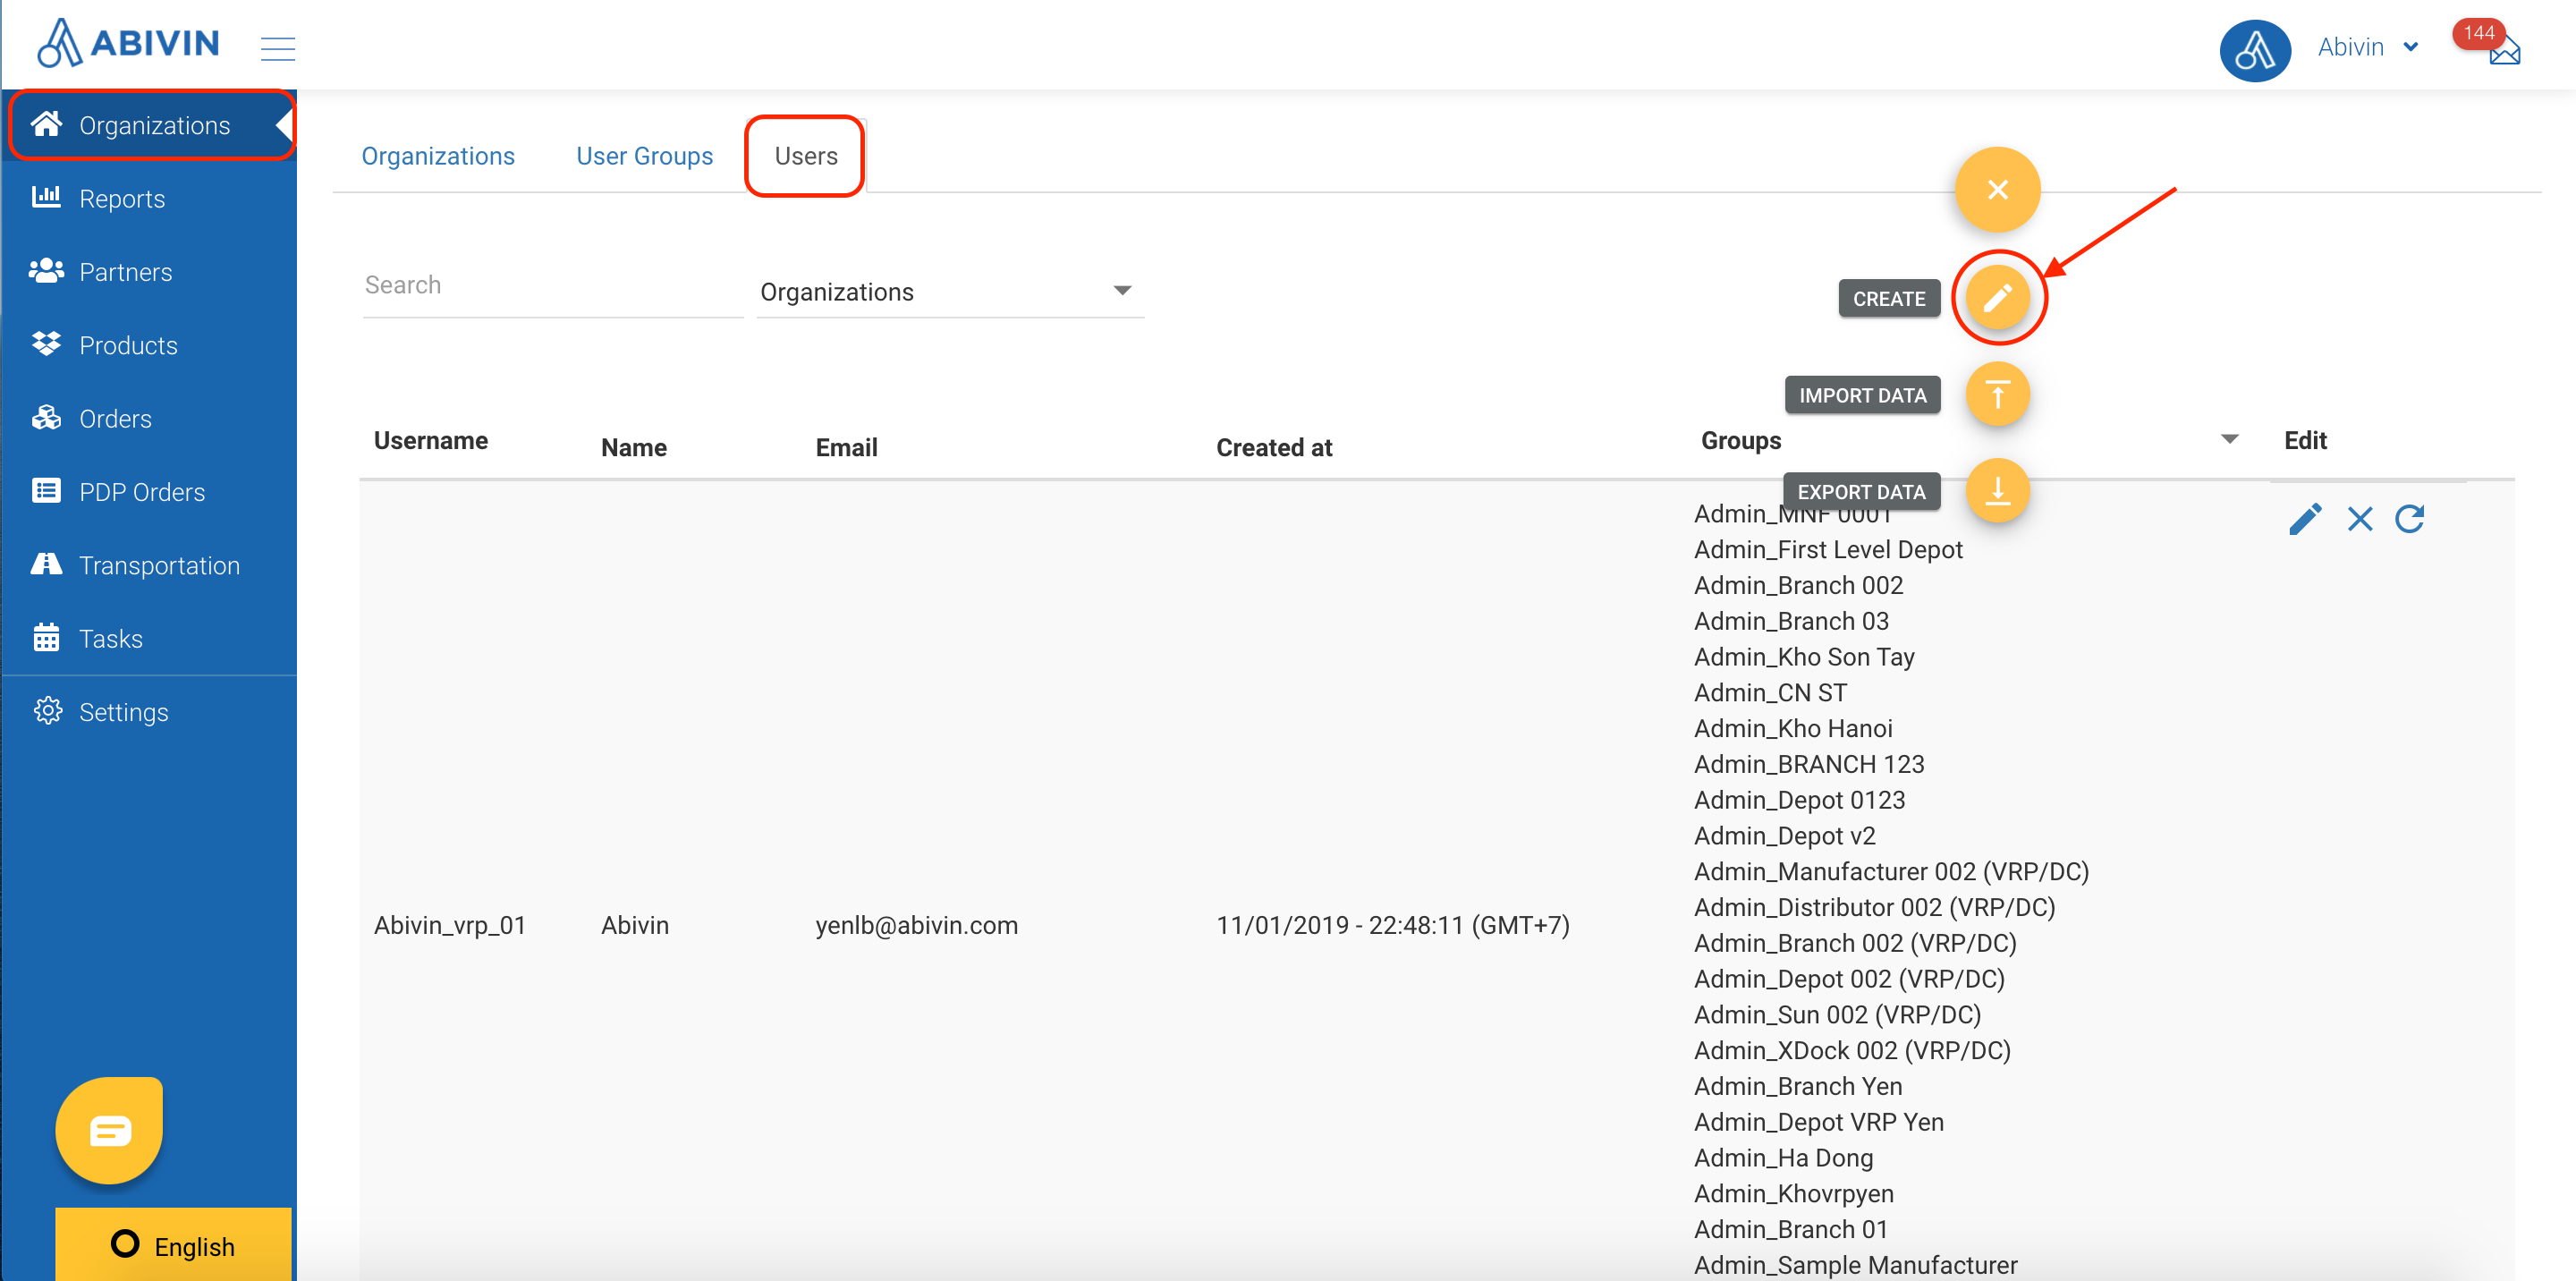 ABIVIN
Abivin
144
Organizations
Reports
Partners
Products
Orders
PDP Orders
Transportation
Tasks
Settings
English
Organizations
User Groups
Users
Search
Organizations
CREATE
IMPORT DATA
EXPORT DATA
Username
Name
Email
Created at
Groups
Edit
Abivin_vrp_01
Abivin
yenlb@abivin.com
11/01/2019 - 22:48:11 (GMT+7)
Admin_MNF 0001
Admin_First Level Depot
Admin_Branch 002
Admin_Branch 03
Admin_Kho Son Tay
Admin_CN ST
Admin_Kho Hanoi
Admin_BRANCH 123
Admin_Depot 0123
Admin_Depot v2
Admin_Manufacturer 002 (VRP/DC)
Admin_Distributor 002 (VRP/DC)
Admin_Branch 002 (VRP/DC)
Admin_Depot 002 (VRP/DC)
Admin_Sun 002 (VRP/DC)
Admin_XDock 002 (VRP/DC)
Admin_Branch Yen
Admin_Depot VRP Yen
Admin_Ha Dong
Admin_Khovrpyen
Admin_Branch 01
Admin_Sample Manufacturer